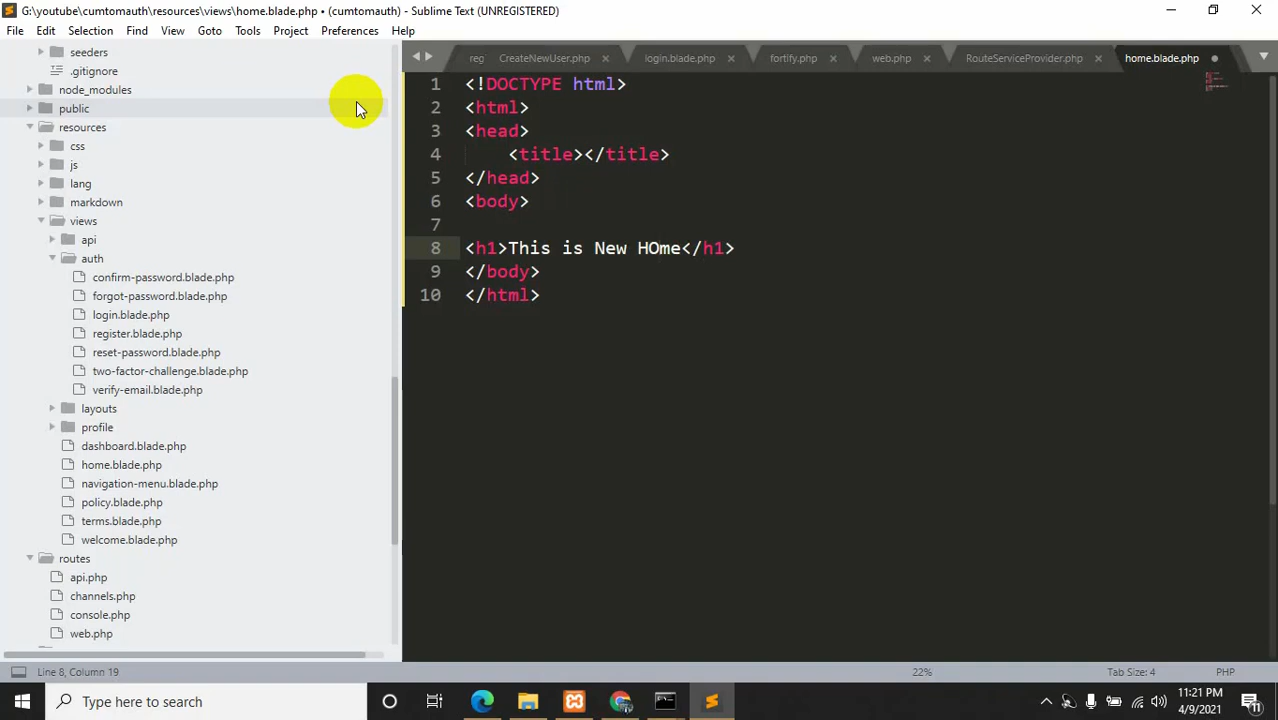 G:\youtube\cumtomauth\resources\views\home.blade.php • (cumtomauth) - Sublime Text (UNREGISTERED)
File Edit Selection Find View Goto Tools Project Preferences Help
seeders
.gitignore
node_modules
public
resources
css
js
lang
markdown
views
api
auth
confirm-password.blade.php
forgot-password.blade.php
login.blade.php
register.blade.php
reset-password.blade.php
two-factor-challenge.blade.php
verify-email.blade.php
layouts
profile
dashboard.blade.php
home.blade.php
navigation-menu.blade.php
policy.blade.php
terms.blade.php
welcome.blade.php
routes
api.php
channels.php
console.php
web.php
reg CreateNewUser.php login.blade.php fortify.php web.php RouteServiceProvider.php home.blade.php
1 <!DOCTYPE html>
2 <html>
3 <head>
4 <title></title>
5 </head>
6 <body>
7
8 <h1>This is New HOme</h1>
9 </body>
10 </html>
Line 8, Column 19 22% Tab Size: 4 PHP
Type here to search
11:21 PM
4/9/2021
11